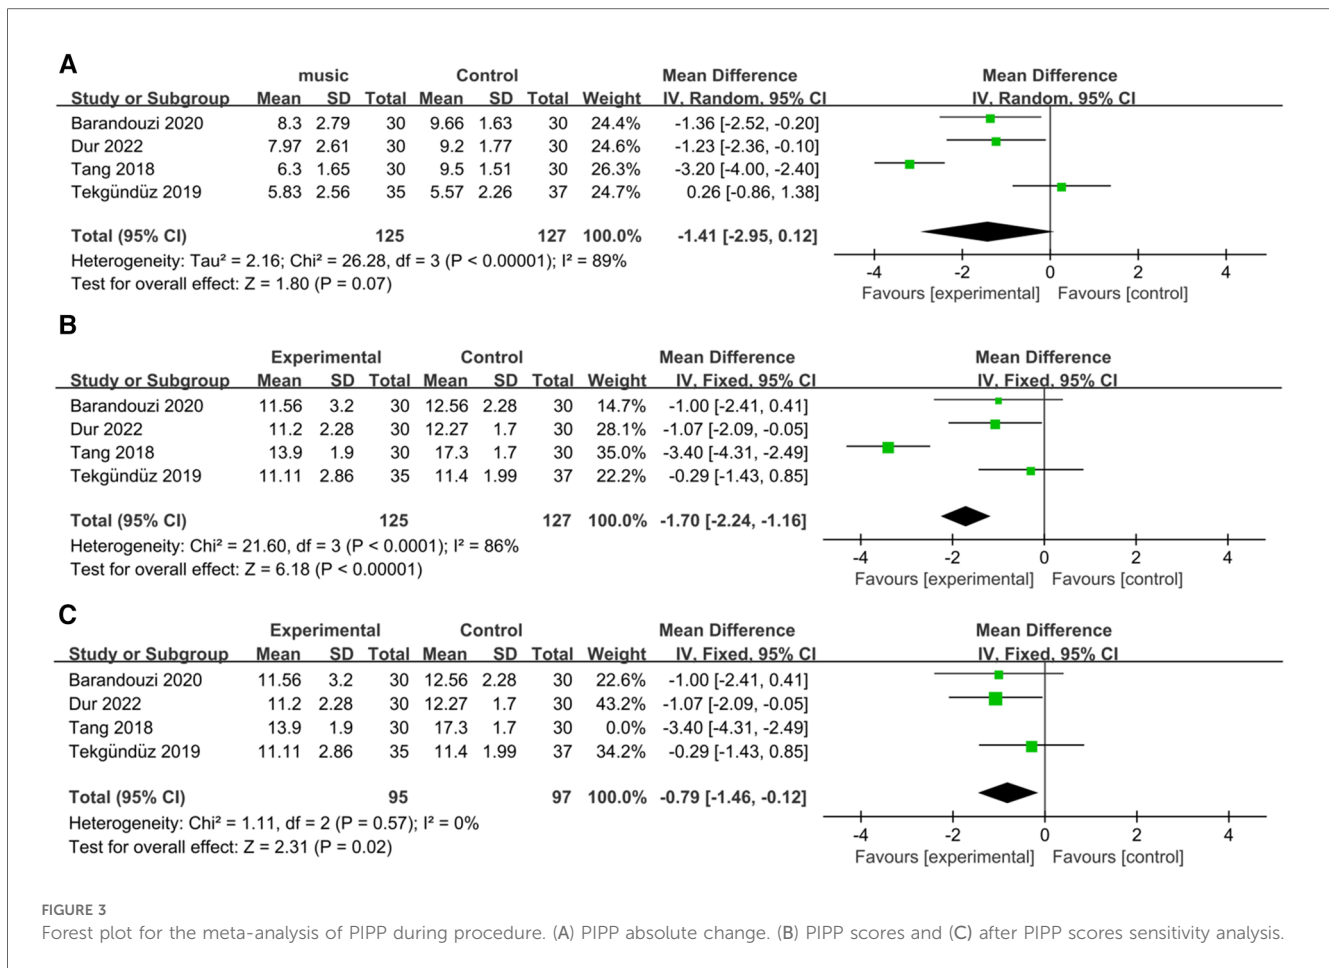 A
music Control Mean Difference Mean Difference
Study or Subgroup Mean SD Total Mean SD Total Weight IV, Random, 95% CI IV, Random, 95% CI
Barandouzi 2020 8.3 2.79 30 9.66 1.63 30 24.4% -1.36 [-2.52, -0.20]
Dur 2022 7.97 2.61 30 9.2 1.77 30 24.6% -1.23 [-2.36, -0.10]
Tang 2018 6.3 1.65 30 9.5 1.51 30 26.3% -3.20 [-4.00, -2.40]
Tekgündüz 2019 5.83 2.56 35 5.57 2.26 37 24.7% 0.26 [-0.86, 1.38]
Total (95% CI) 125 127 100.0% -1.41 [-2.95, 0.12]
Heterogeneity: Tau² = 2.16; Chi² = 26.28, df = 3 (P < 0.00001); I² = 89%
Test for overall effect: Z = 1.80 (P = 0.07)
-4 -2 0 2 4
Favours [experimental] Favours [control]
B
Experimental Control Mean Difference Mean Difference
Study or Subgroup Mean SD Total Mean SD Total Weight IV, Fixed, 95% CI IV, Fixed, 95% CI
Barandouzi 2020 11.56 3.2 30 12.56 2.28 30 14.7% -1.00 [-2.41, 0.41]
Dur 2022 11.2 2.28 30 12.27 1.7 30 28.1% -1.07 [-2.09, -0.05]
Tang 2018 13.9 1.9 30 17.3 1.7 30 35.0% -3.40 [-4.31, -2.49]
Tekgündüz 2019 11.11 2.86 35 11.4 1.99 37 22.2% -0.29 [-1.43, 0.85]
Total (95% CI) 125 127 100.0% -1.70 [-2.24, -1.16]
Heterogeneity: Chi² = 21.60, df = 3 (P < 0.0001); I² = 86%
Test for overall effect: Z = 6.18 (P < 0.00001)
-4 -2 0 2 4
Favours [experimental] Favours [control]
C
Experimental Control Mean Difference Mean Difference
Study or Subgroup Mean SD Total Mean SD Total Weight IV, Fixed, 95% CI IV, Fixed, 95% CI
Barandouzi 2020 11.56 3.2 30 12.56 2.28 30 22.6% -1.00 [-2.41, 0.41]
Dur 2022 11.2 2.28 30 12.27 1.7 30 43.2% -1.07 [-2.09, -0.05]
Tang 2018 13.9 1.9 30 17.3 1.7 30 0.0% -3.40 [-4.31, -2.49]
Tekgündüz 2019 11.11 2.86 35 11.4 1.99 37 34.2% -0.29 [-1.43, 0.85]
Total (95% CI) 95 97 100.0% -0.79 [-1.46, -0.12]
Heterogeneity: Chi² = 1.11, df = 2 (P = 0.57); I² = 0%
Test for overall effect: Z = 2.31 (P = 0.02)
-4 -2 0 2 4
Favours [experimental] Favours [control]
FIGURE 3
Forest plot for the meta-analysis of PIPP during procedure. (A) PIPP absolute change. (B) PIPP scores and (C) after PIPP scores sensitivity analysis.